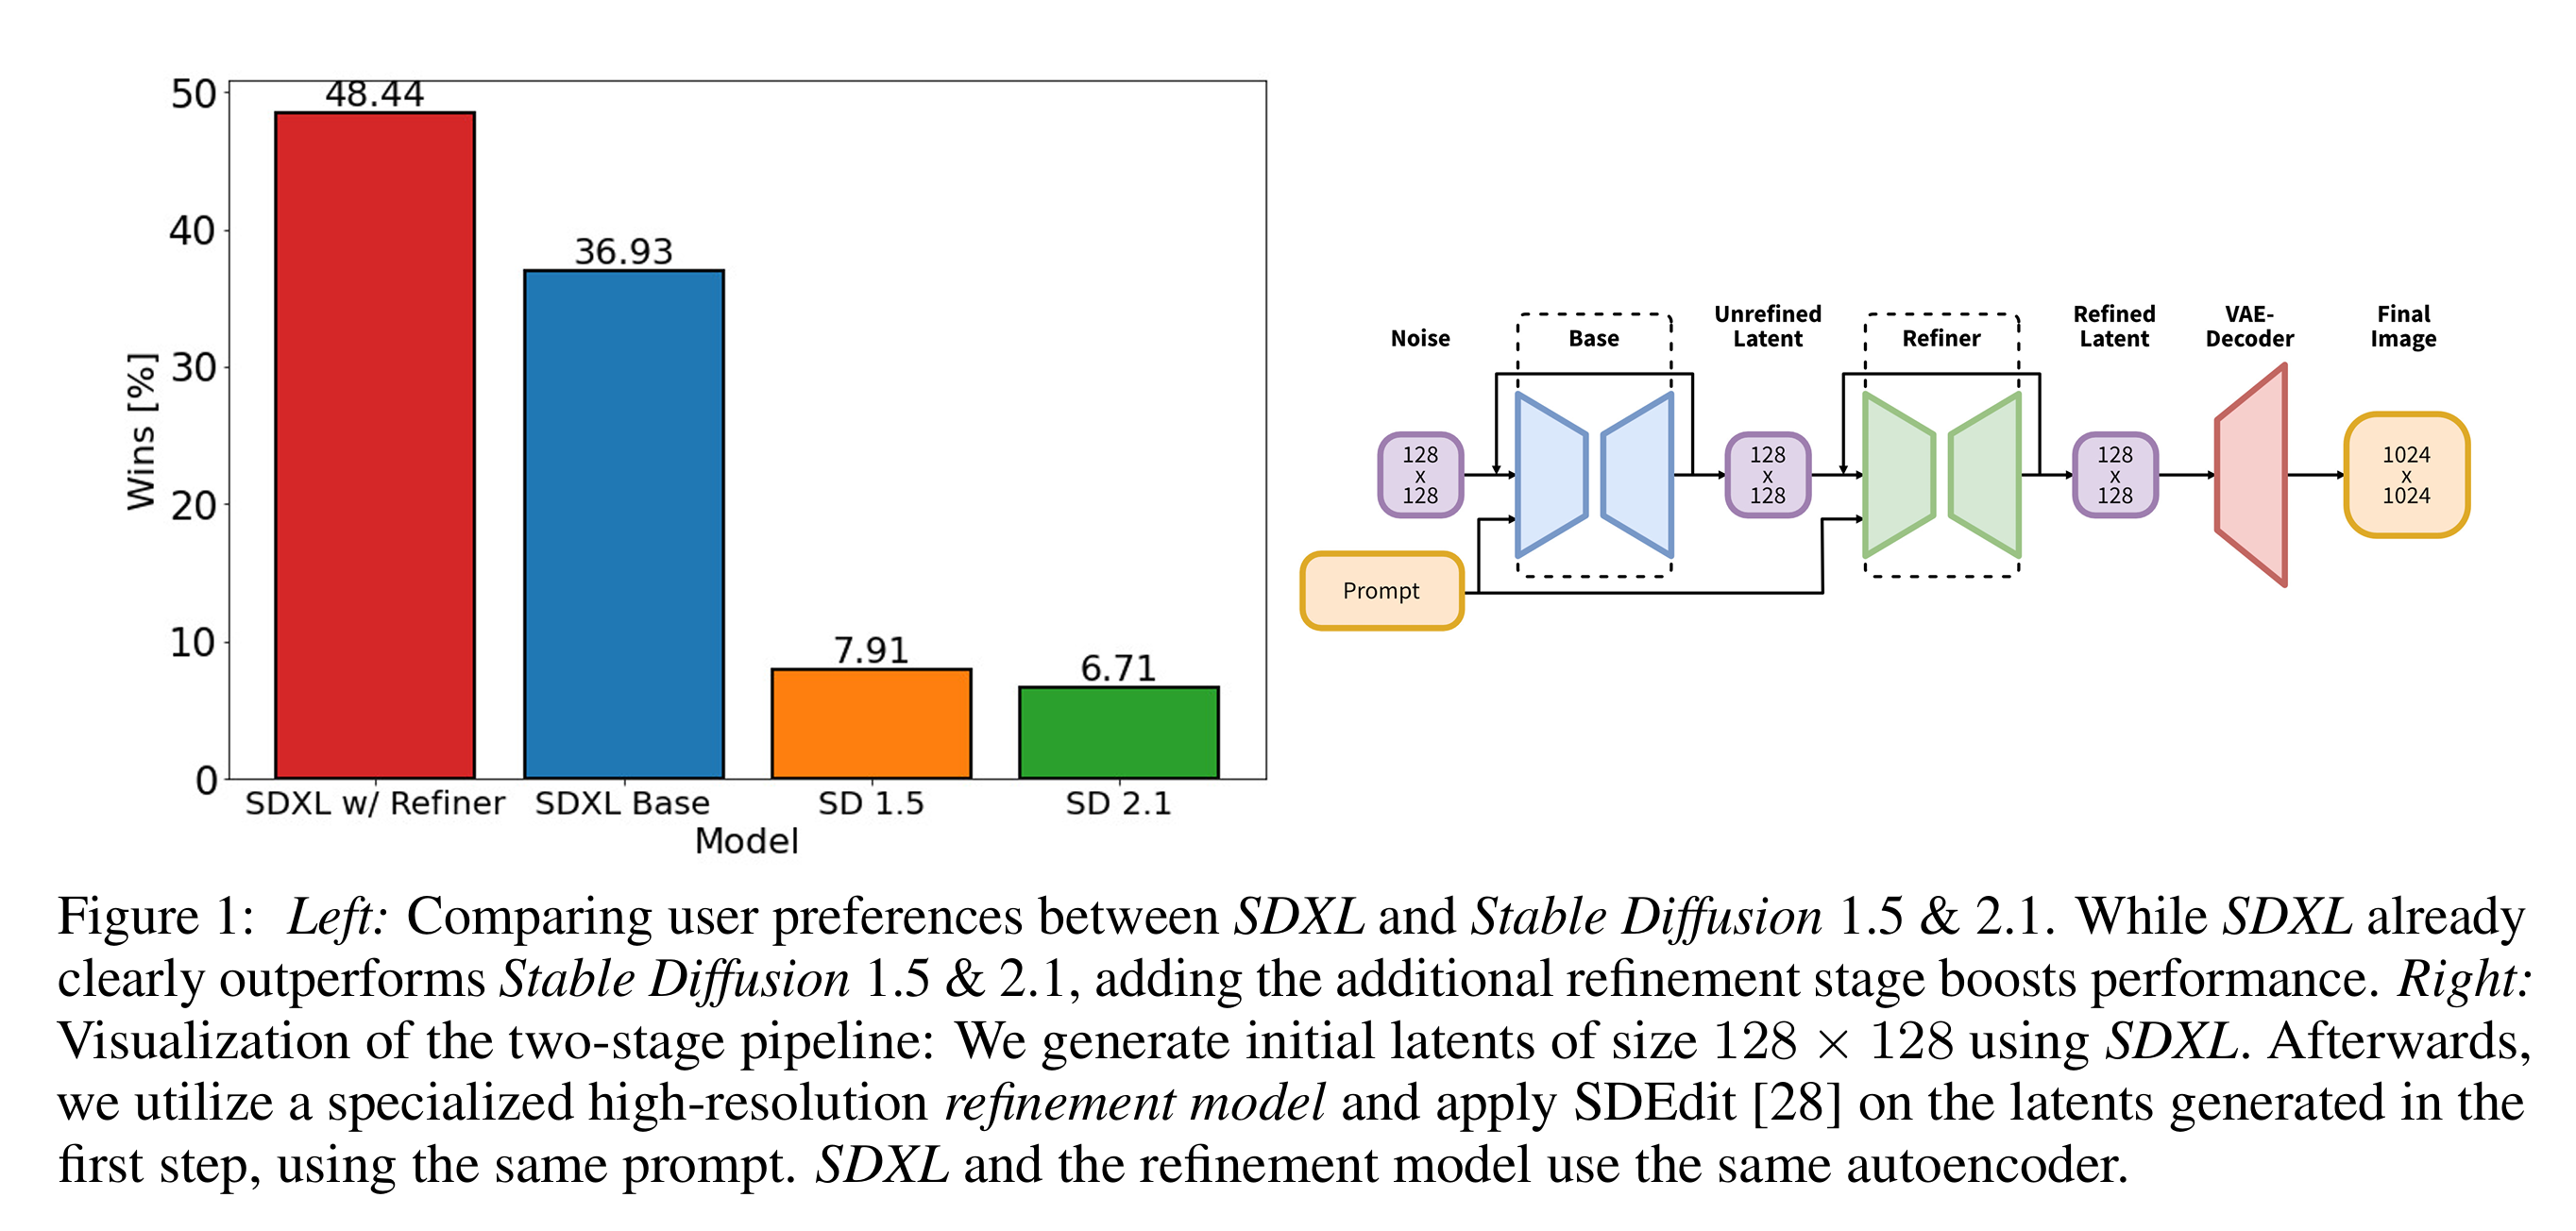 50
40
30
20
10
0
Wins [%]
48.44
36.93
7.91
6.71
SDXL w/ Refiner
SDXL Base
SD 1.5
SD 2.1
Model
Noise
Base
Unrefined
Latent
Refiner
Refined
Latent
VAE-
Decoder
Final
Image
128
x
128
128
x
128
128
x
128
1024
x
1024
Prompt
Figure 1: Left: Comparing user preferences between SDXL and Stable Diffusion 1.5 & 2.1. While SDXL already
clearly outperforms Stable Diffusion 1.5 & 2.1, adding the additional refinement stage boosts performance. Right:
Visualization of the two-stage pipeline: We generate initial latents of size 128 × 128 using SDXL. Afterwards,
we utilize a specialized high-resolution refinement model and apply SDEdit [28] on the latents generated in the
first step, using the same prompt. SDXL and the refinement model use the same autoencoder.